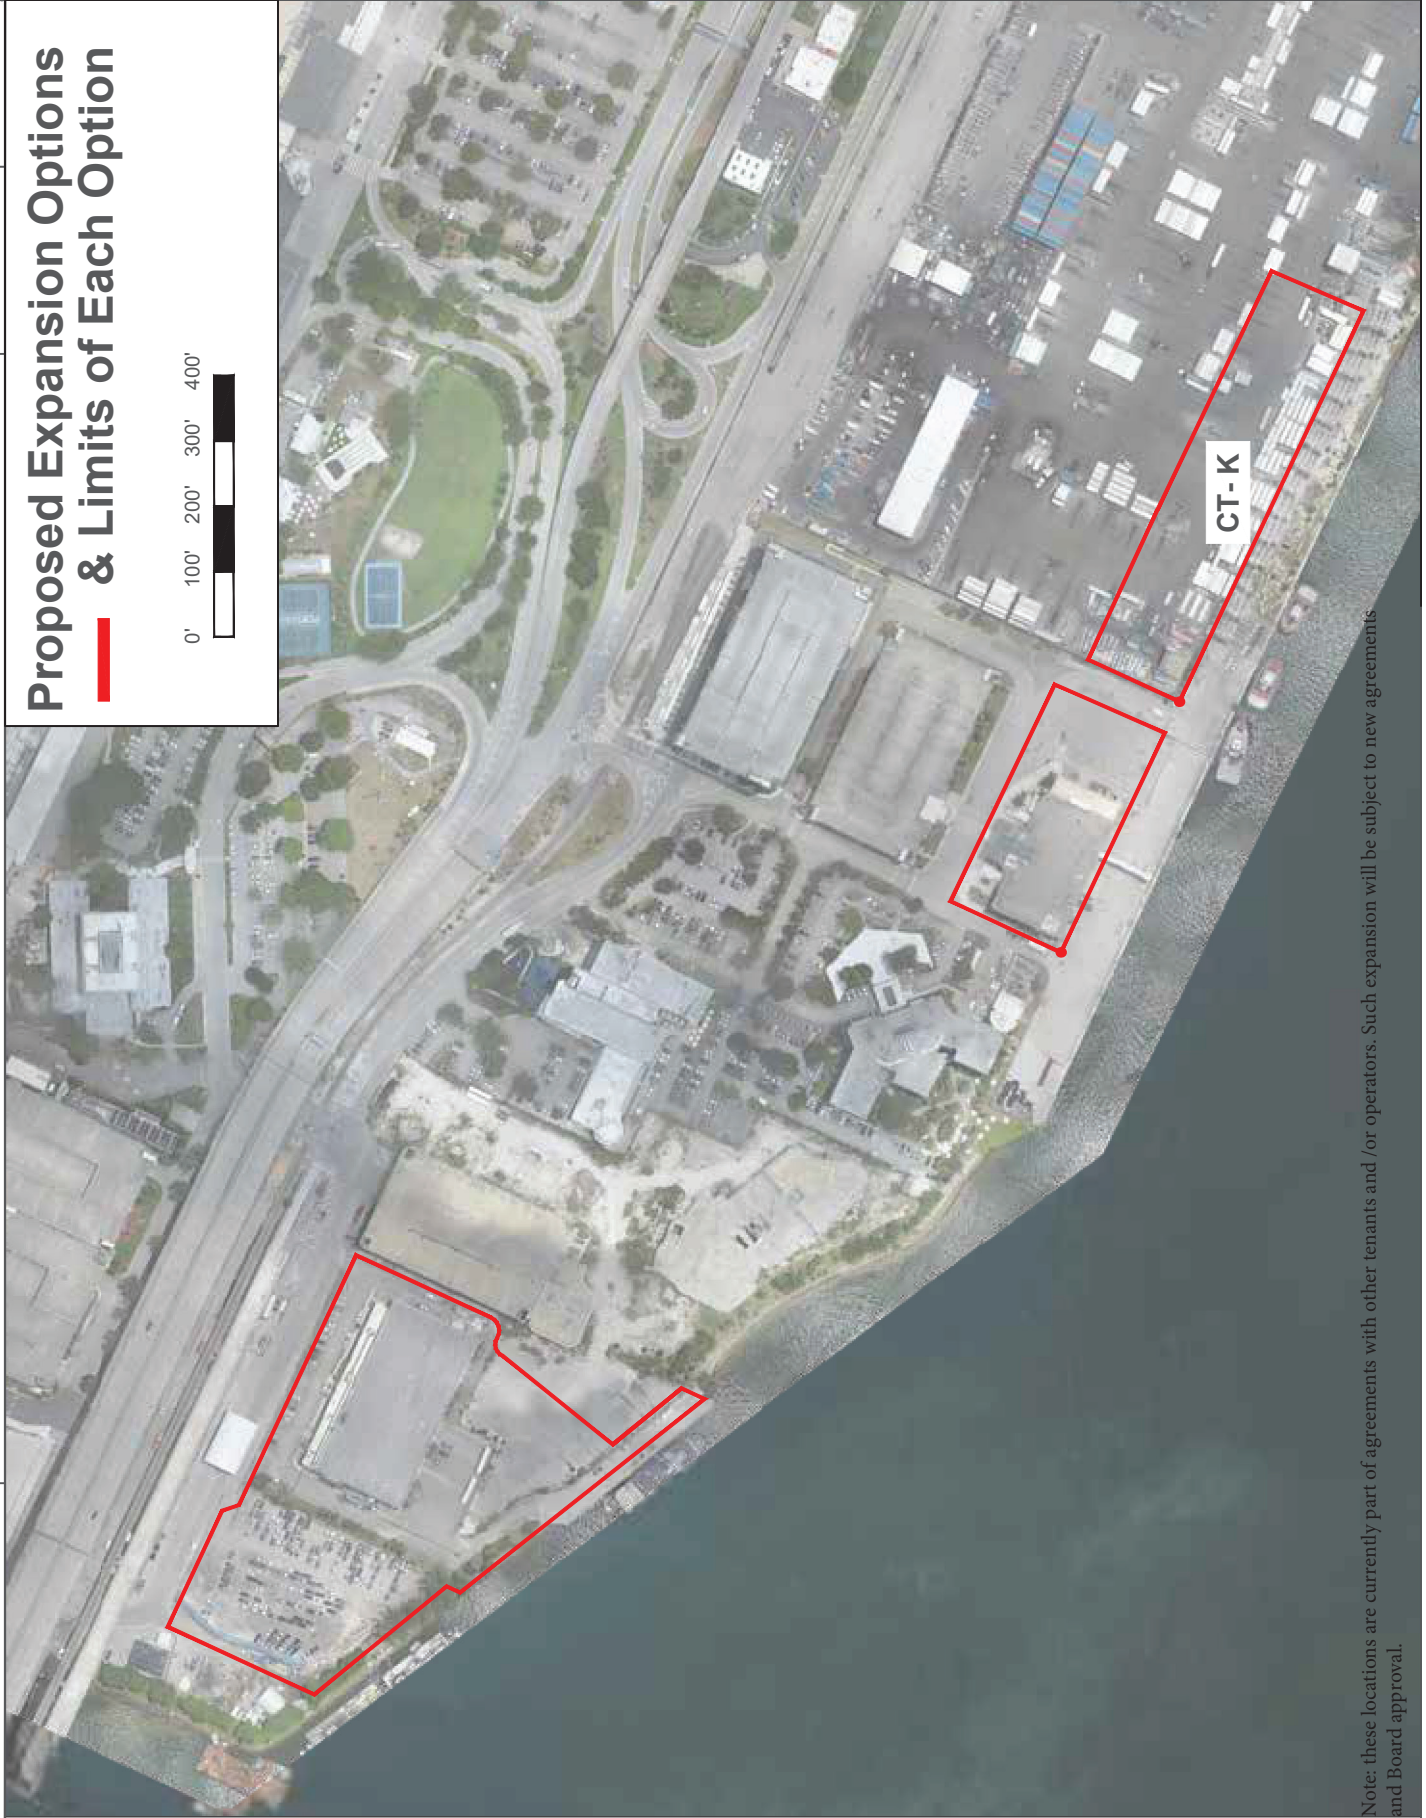 Proposed Expansion Options
& Limits of Each Option
0' 100' 200' 300' 400'
CT - K
Note: these locations are currently part of agreements with other tenants and /or operators. Such expansion will be subject to new agreements
and Board approval.